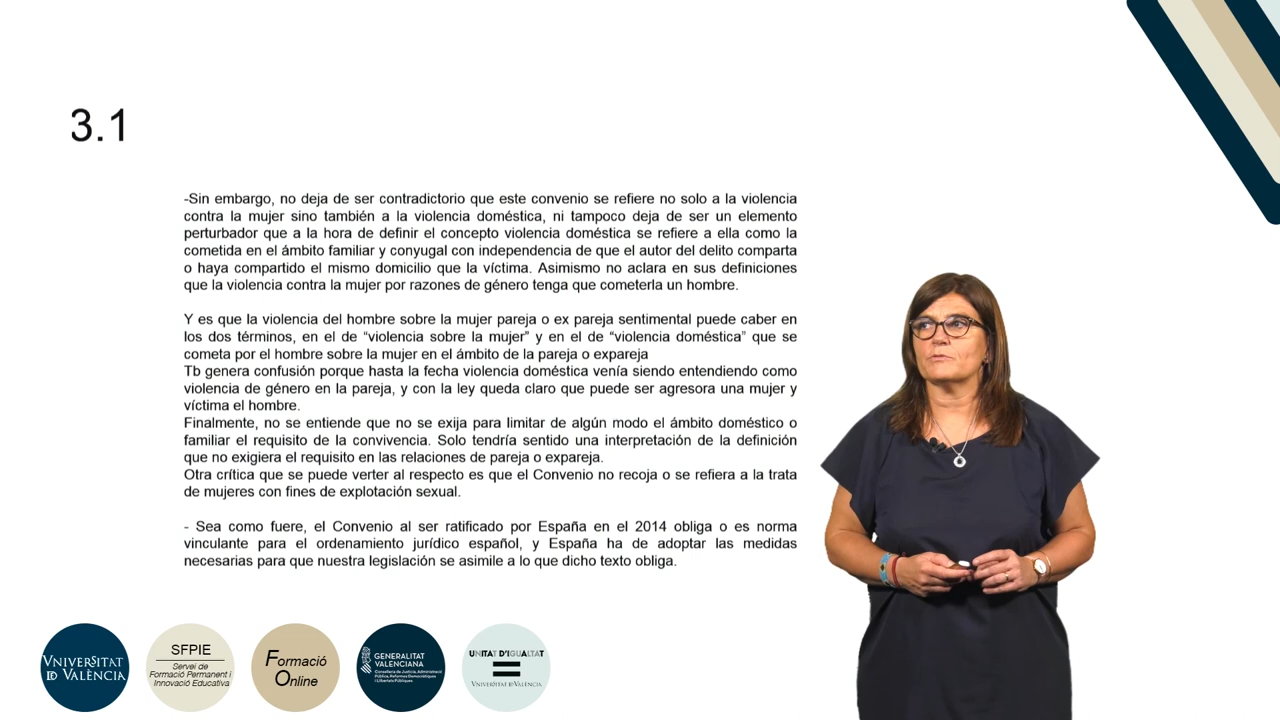 3.1
-Sin embargo, no deja de ser contradictorio que este convenio se refiere no solo a la violencia
contra la mujer sino también a la violencia doméstica, ni tampoco deja de ser un elemento
perturbador que a la hora de definir el concepto violencia doméstica se refiere a ella como la
cometida en el ámbito familiar y conyugal con independencia de que el autor del delito comparta
o haya compartido el mismo domicilio que la víctima. Asimismo no aclara en sus definiciones
que la violencia contra la mujer por razones de género tenga que cometerla un hombre.
Y es que la violencia del hombre sobre la mujer pareja o ex pareja sentimental puede caber en
los dos términos, en el de “violencia sobre la mujer” y en el de “violencia doméstica” que se
cometa por el hombre sobre la mujer en el ámbito de la pareja o expareja
Tb genera confusión porque hasta la fecha violencia doméstica venía siendo entendiendo como
violencia de género en la pareja, y con la ley queda claro que puede ser agresora una mujer y
víctima el hombre.
Finalmente, no se entiende que no se exija para limitar de algún modo el ámbito doméstico o
familiar el requisito de la convivencia. Solo tendría sentido una interpretación de la definición
que no exigiera el requisito en las relaciones de pareja o expareja.
Otra crítica que se puede verter al respecto es que el Convenio no recoja o se refiera a la trata
de mujeres con fines de explotación sexual.
- Sea como fuere, el Convenio al ser ratificado por España en el 2014 obliga o es norma
vinculante para el ordenamiento jurídico español, y España ha de adoptar las medidas
necesarias para que nuestra legislación se asimile a lo que dicho texto obliga.
VNIVERSITAT
ID VALÈNCIA
SFPIE
Servei de
Formació Permanent i
Innovació Educativa
Formació
Online
GENERALITAT
VALENCIANA
Conselleria de Justícia, Administració
Pública, Reformes Democràtiques
i Llibertats Públiques
UNITAT D'IGUALTAT
VNIVERSITAT ID VALÈNCIA